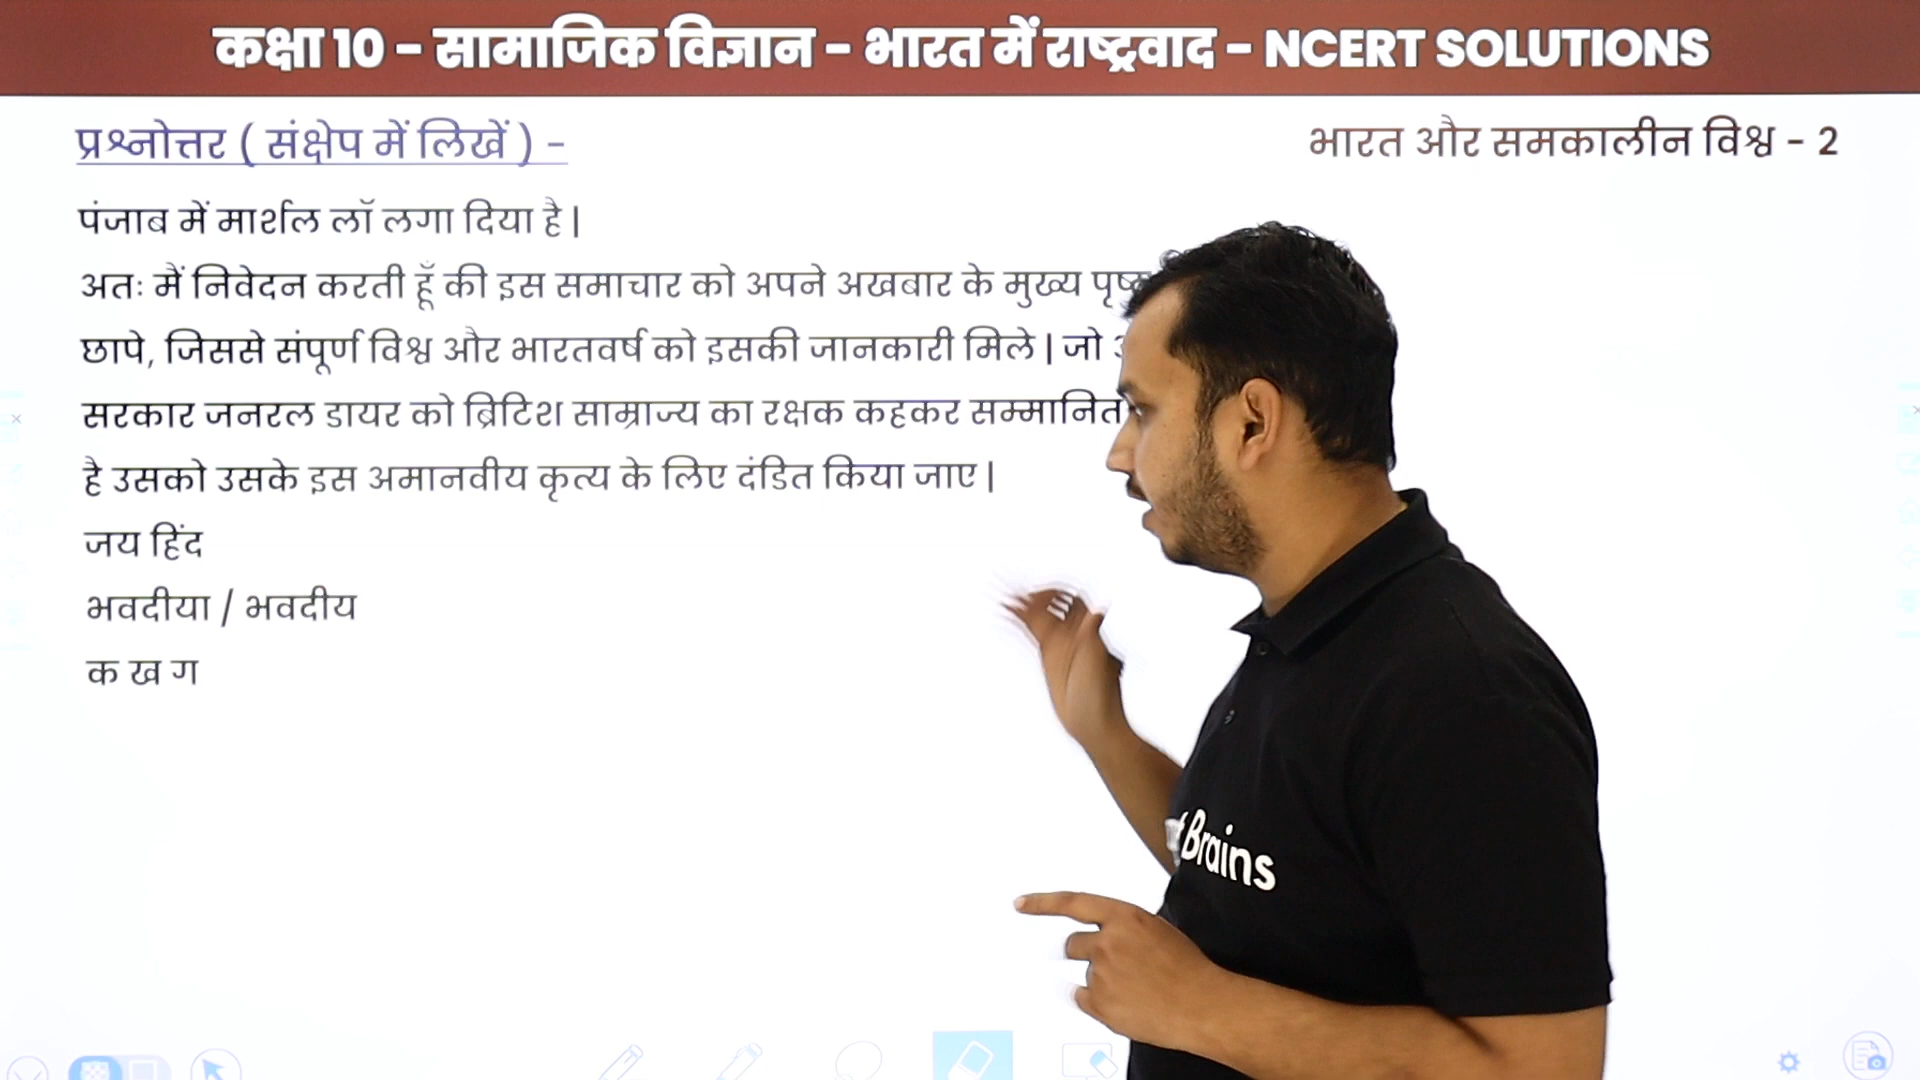 कक्षा 10 - सामाजिक विज्ञान - भारत में राष्ट्रवाद - NCERT SOLUTIONS
प्रश्नोत्तर ( संक्षेप में लिखें ) -
भारत और समकालीन विश्व - 2
पंजाब में मार्शल लॉ लगा दिया है |
अतः मैं निवेदन करती हूँ की इस समाचार को अपने अखबार के मुख्य
छापे, जिससे संपूर्ण विश्व और भारतवर्ष को इसकी जानकारी मिले | जो
सरकार जनरल डायर को ब्रिटिश साम्राज्य का रक्षक कहकर सम्मानित
है उसको उसके इस अमानवीय कृत्य के लिए दंडित किया जाए |
जय हिंद
भवदीया / भवदीय
क ख ग
Brains